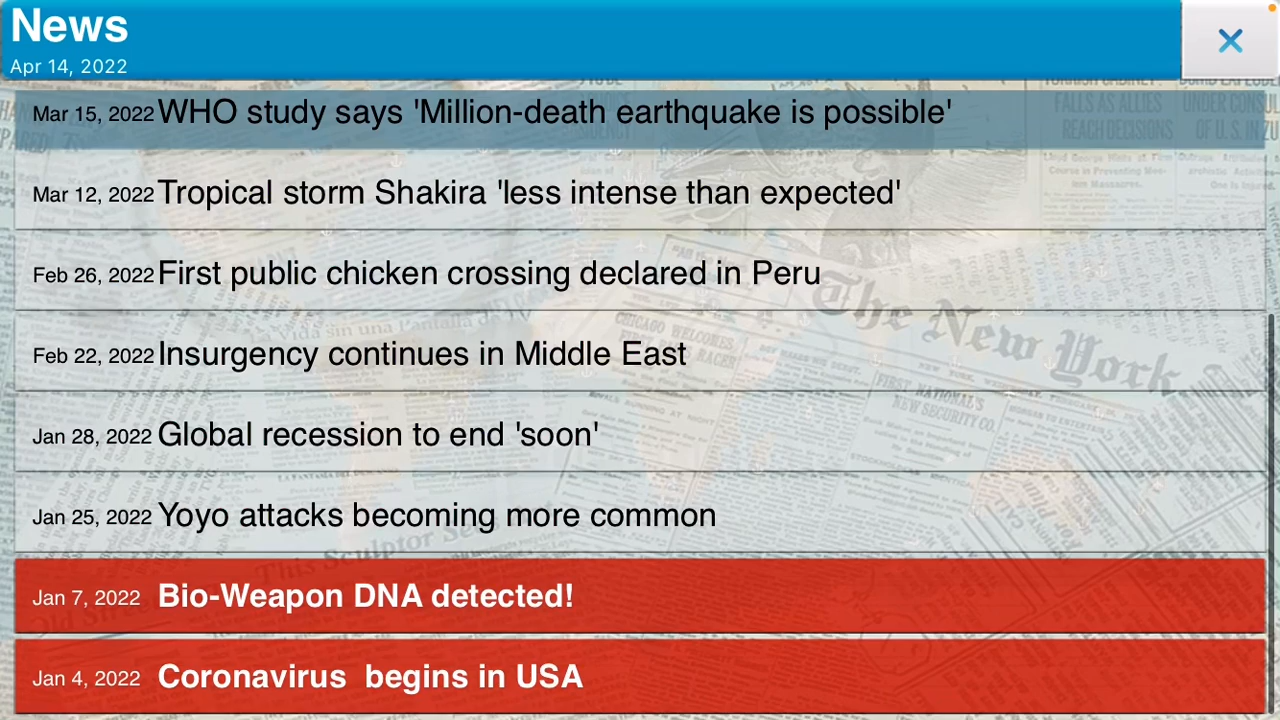 News
Apr 14, 2022
Mar 15, 2022 WHO study says 'Million-death earthquake is possible'
Mar 12, 2022 Tropical storm Shakira 'less intense than expected'
Feb 26, 2022 First public chicken crossing declared in Peru
The New York
Feb 22, 2022 Insurgency continues in Middle East
Jan 28, 2022 Global recession to end 'soon'
Jan 25, 2022 Yoyo attacks becoming more common
Jan 7, 2022 Bio-Weapon DNA detected!
Jan 4, 2022 Coronavirus  begins in USA